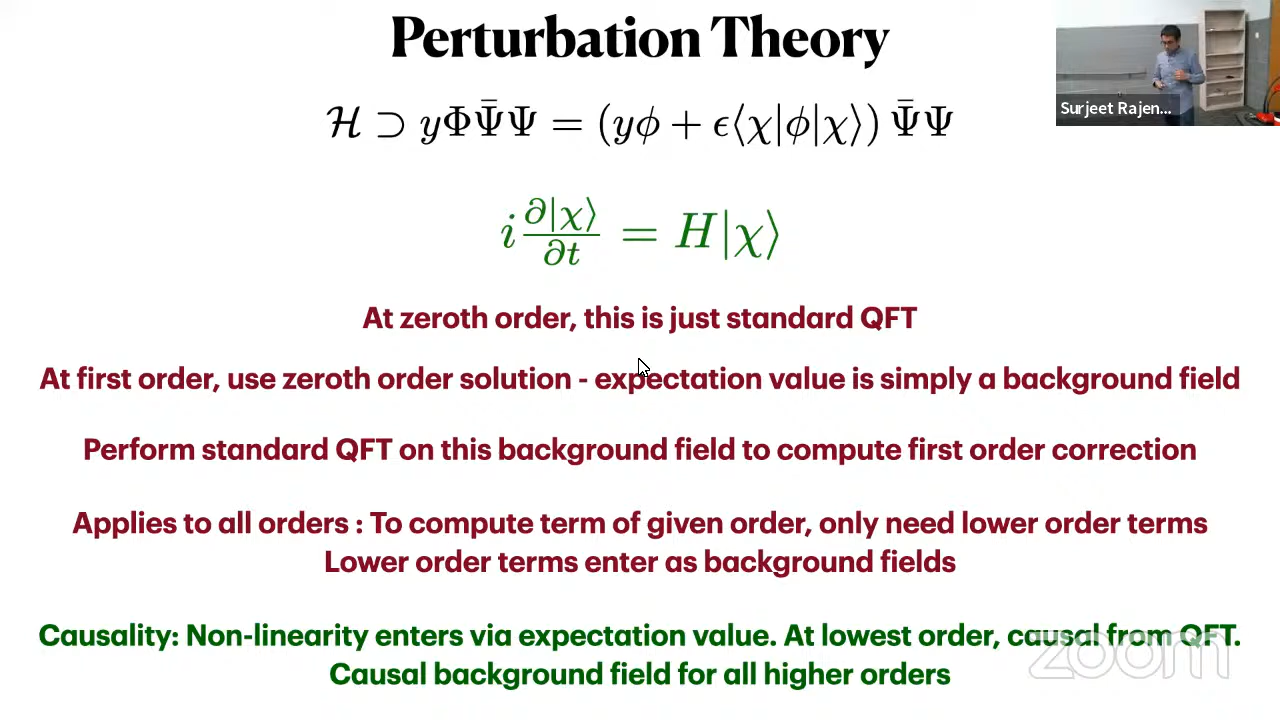 Perturbation Theory
Surjeet Rajen...
ℋ ⊃ yΦΨ̄Ψ = (yϕ + ϵ⟨χ|ϕ|χ⟩) Ψ̄Ψ
i ∂|χ⟩/∂t = H|χ⟩
At zeroth order, this is just standard QFT
At first order, use zeroth order solution - expectation value is simply a background field
Perform standard QFT on this background field to compute first order correction
Applies to all orders : To compute term of given order, only need lower order terms
Lower order terms enter as background fields
Causality: Non-linearity enters via expectation value. At lowest order, causal from QFT.
Causal background field for all higher orders
zoom